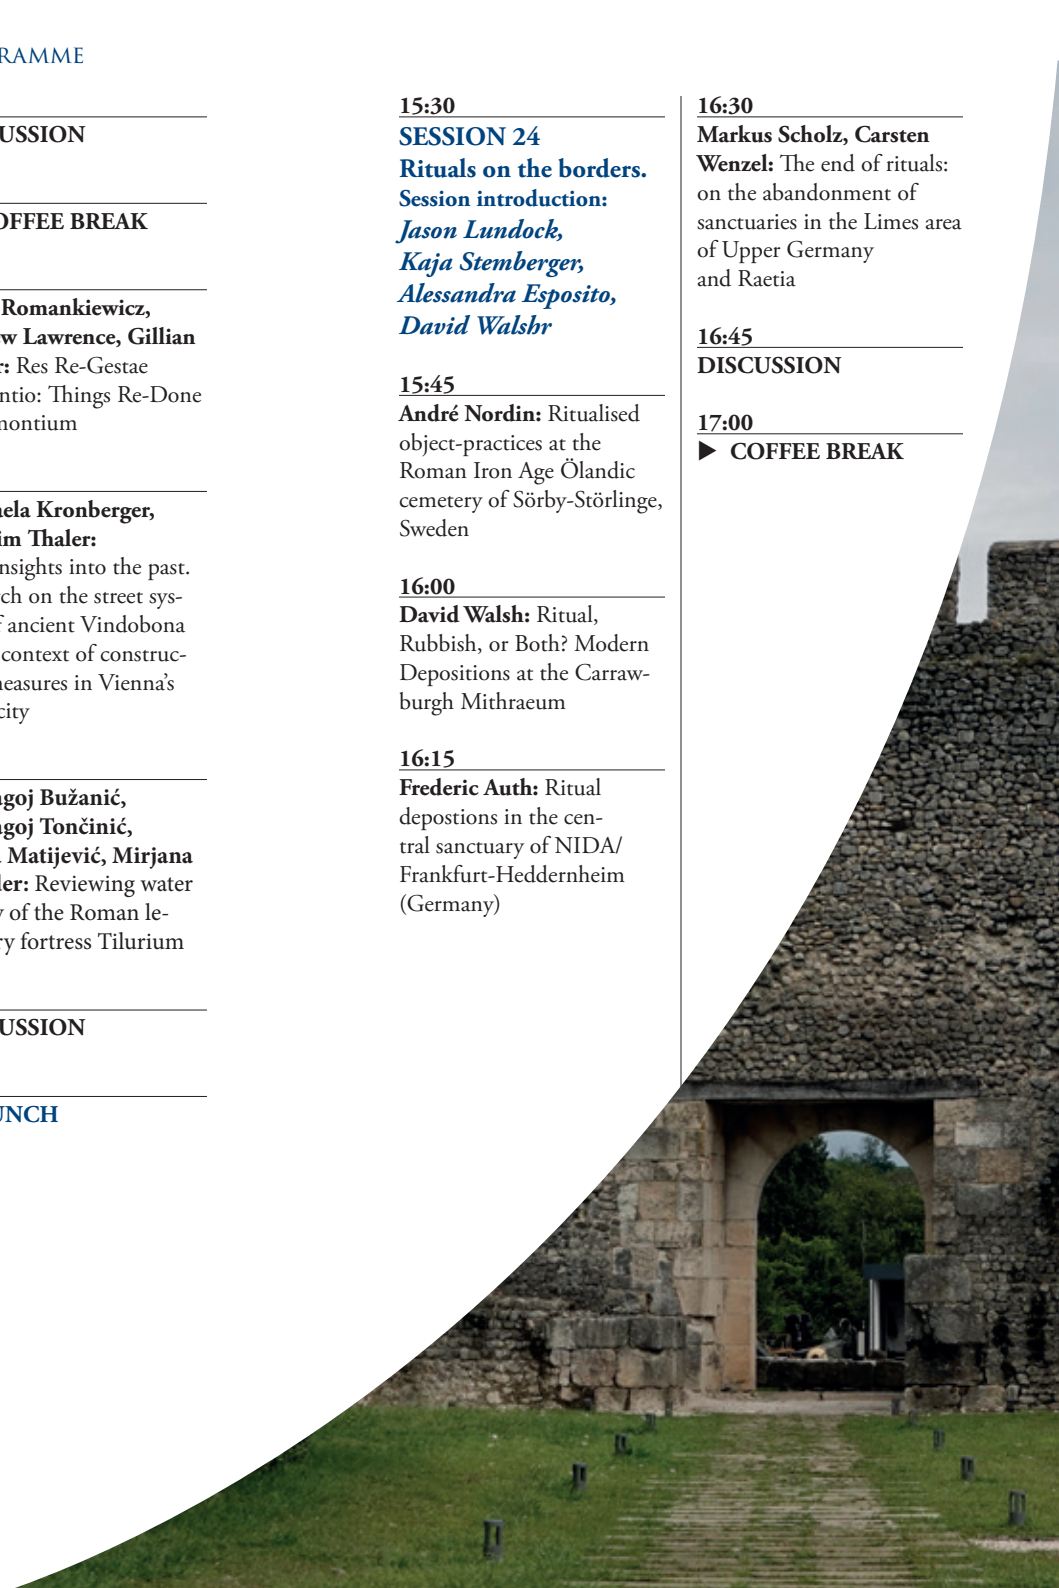 RAMME
USSION
OFFEE BREAK
Romankiewicz,
w Lawrence, Gillian
r: Res Re-Gestae
ntio: Things Re-Done
nontium
aela Kronberger,
im Thaler:
nsights into the past.
rch on the street sys-
f ancient Vindobona
context of construc-
neasures in Vienna’s
city
agoj Bužanić,
agoj Tončinić,
Matijević, Mirjana
ler: Reviewing water
y of the Roman le-
ry fortress Tilurium
USSION
UNCH
15:30
SESSION 24
Rituals on the borders.
Session introduction:
Jason Lundock,
Kaja Stemberger,
Alessandra Esposito,
David Walshr
15:45
André Nordin: Ritualised
object-practices at the
Roman Iron Age Ölandic
cemetery of Sörby-Störlinge,
Sweden
16:00
David Walsh: Ritual,
Rubbish, or Both? Modern
Depositions at the Carraw-
burgh Mithraeum
16:15
Frederic Auth: Ritual
depostions in the cen-
tral sanctuary of NIDA/
Frankfurt-Heddernheim
(Germany)
16:30
Markus Scholz, Carsten
Wenzel: The end of rituals:
on the abandonment of
sanctuaries in the Limes area
of Upper Germany
and Raetia
16:45
DISCUSSION
17:00
▶ COFFEE BREAK